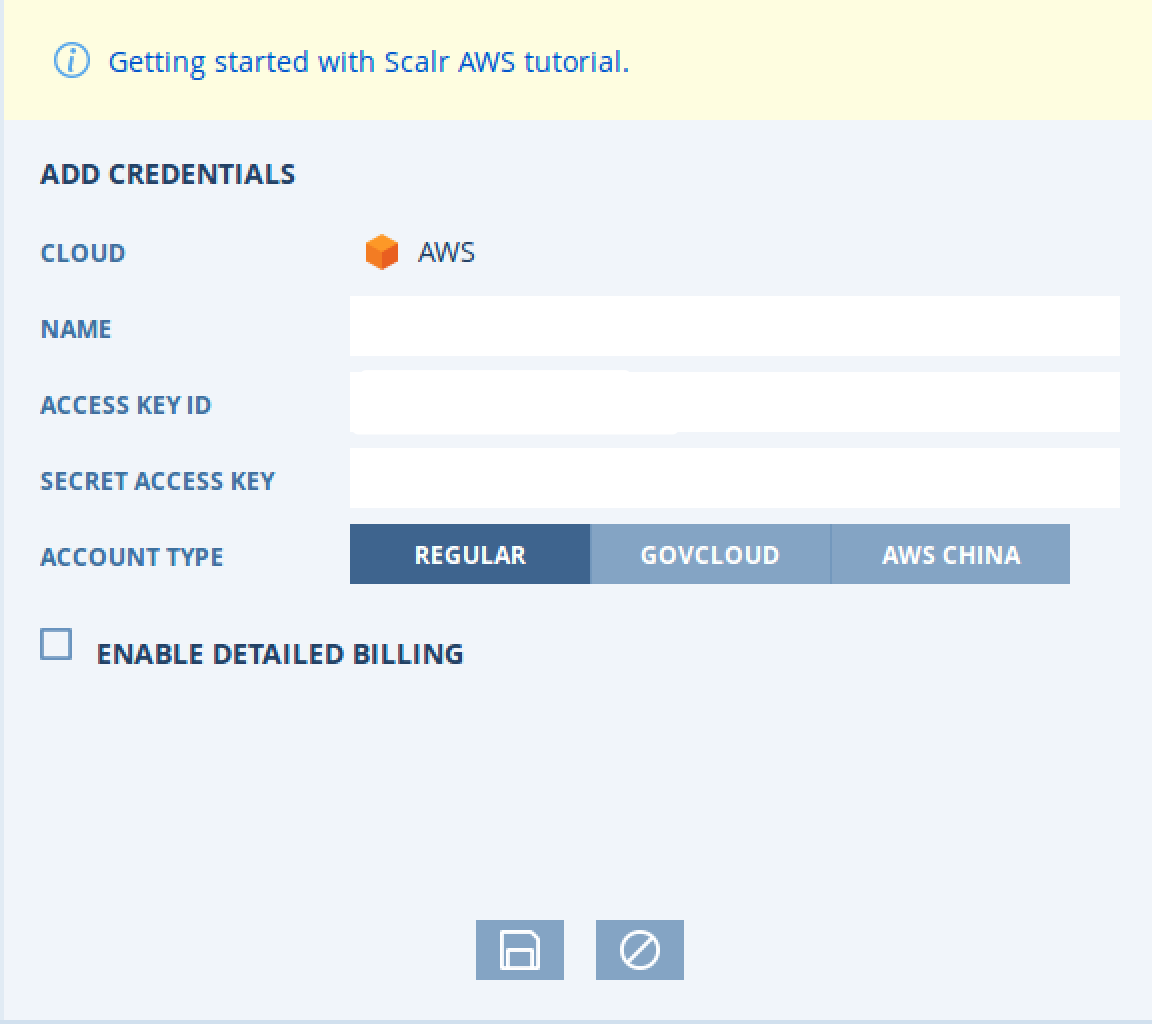 Getting started with Scalr AWS tutorial.
ADD CREDENTIALS
CLOUD AWS
NAME
ACCESS KEY ID
SECRET ACCESS KEY
ACCOUNT TYPE REGULAR GOVCLOUD AWS CHINA
ENABLE DETAILED BILLING